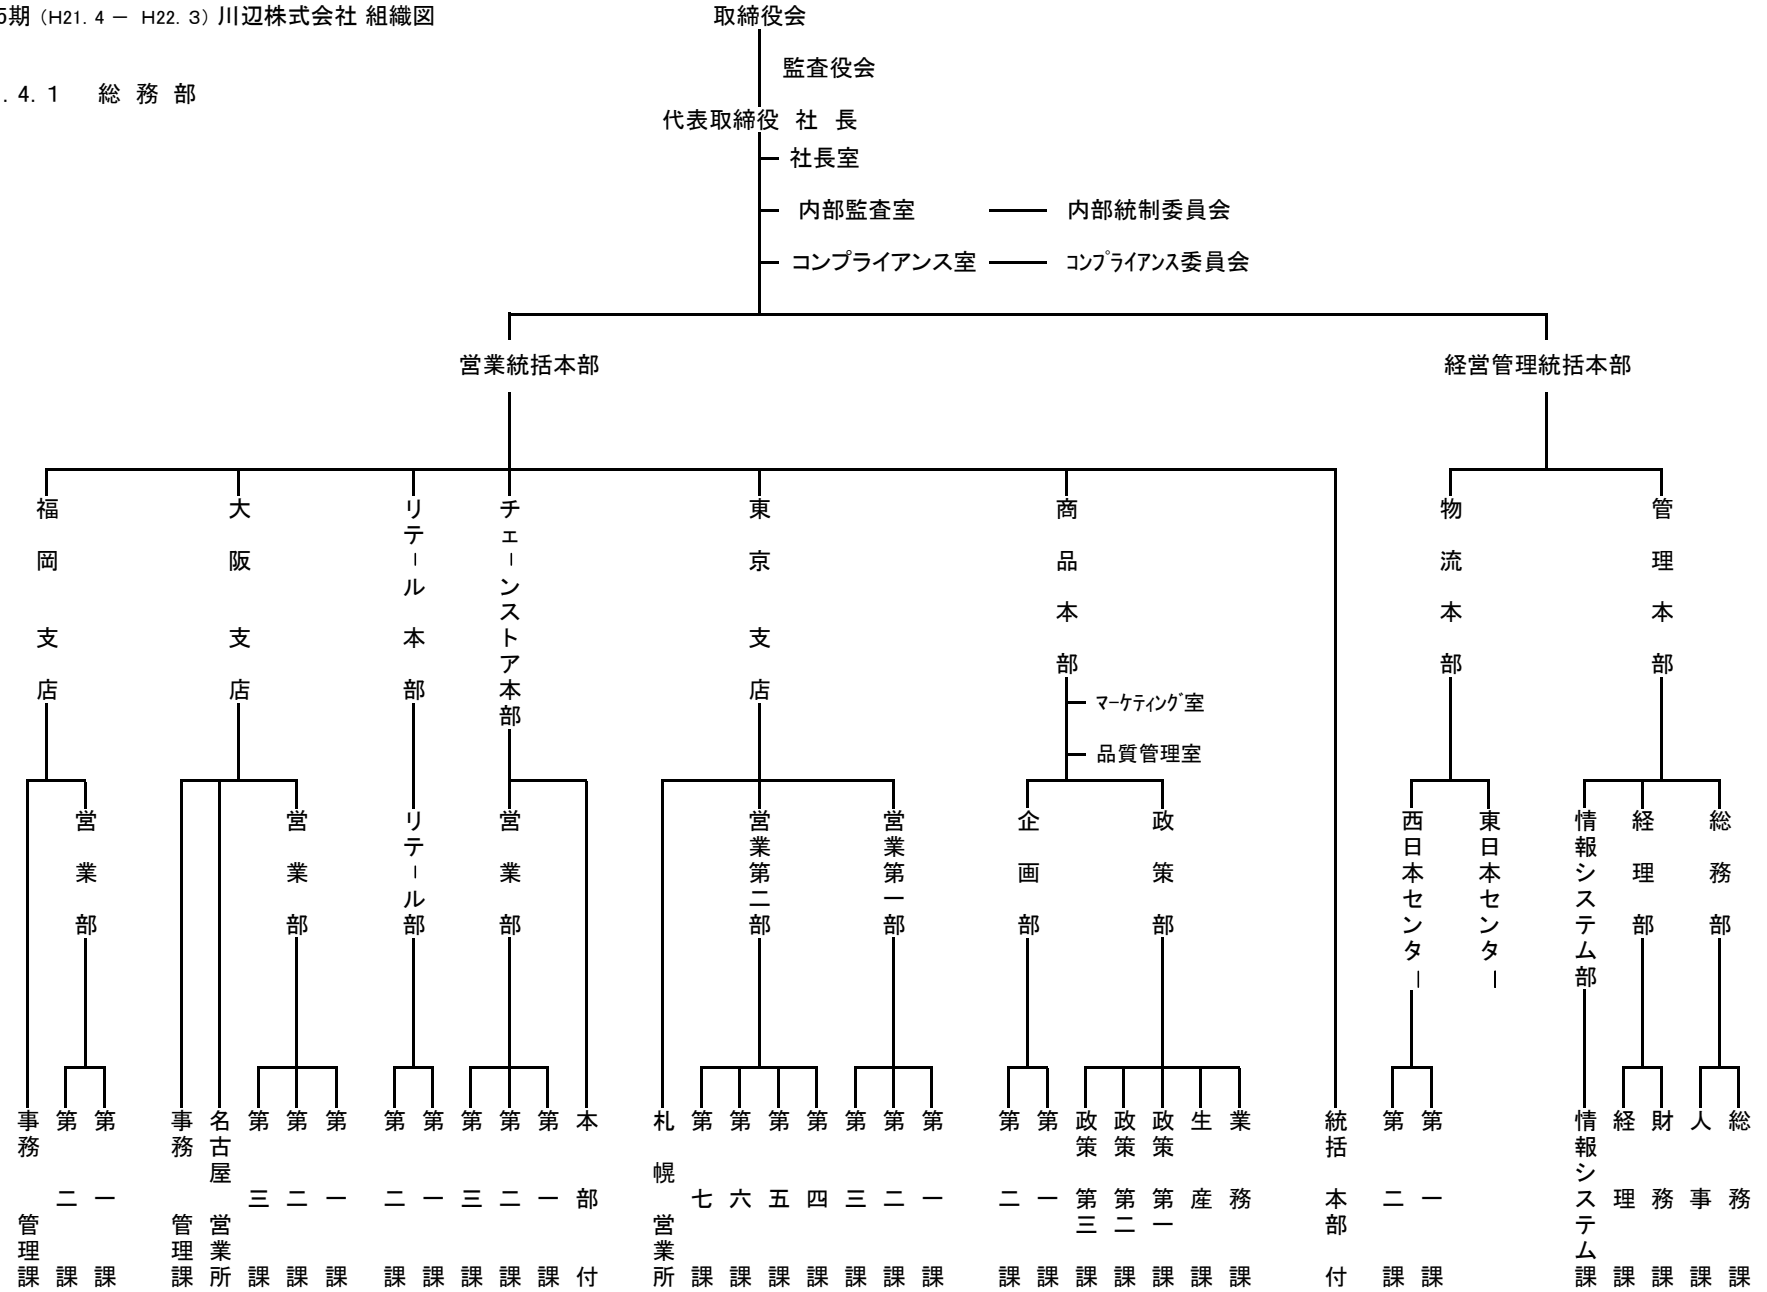 5期（H21. 4 － H22. 3）川辺株式会社 組織図
. 4. 1 総 務 部
取締役会
監査役会
代表取締役 社 長
社長室
内部監査室 内部統制委員会
コンプライアンス室 ｺﾝﾌﾟﾗｲｱﾝｽ委員会
営業統括本部
経営管理統括本部
福岡 支店
大阪 支店
リテール 本部
チェーンストア本部
東京 支店
商品本部
物流本部
管理本部
ﾏｰｹﾃｨﾝｸﾞ室
品質管理室
営業部
営業部
リテール部
営業部
営業第二部
営業第一部
企画部
政策部
西日本センター
東日本センター
情報システム部
経理部
総務部
事務 管理課
第二課
第一課
事務 管理課
名古屋 営業所
第三課
第二課
第一課
第二課
第一課
第三課
第二課
第一課
本部付
札幌 営業所
第七課
第六課
第五課
第四課
第三課
第二課
第一課
第二課
第一課
政策 第三課
政策 第二課
政策 第一課
生産課
業務課
統括 本部 付
第二課
第一課
情報システム課
経理課
財務課
人事課
総務課